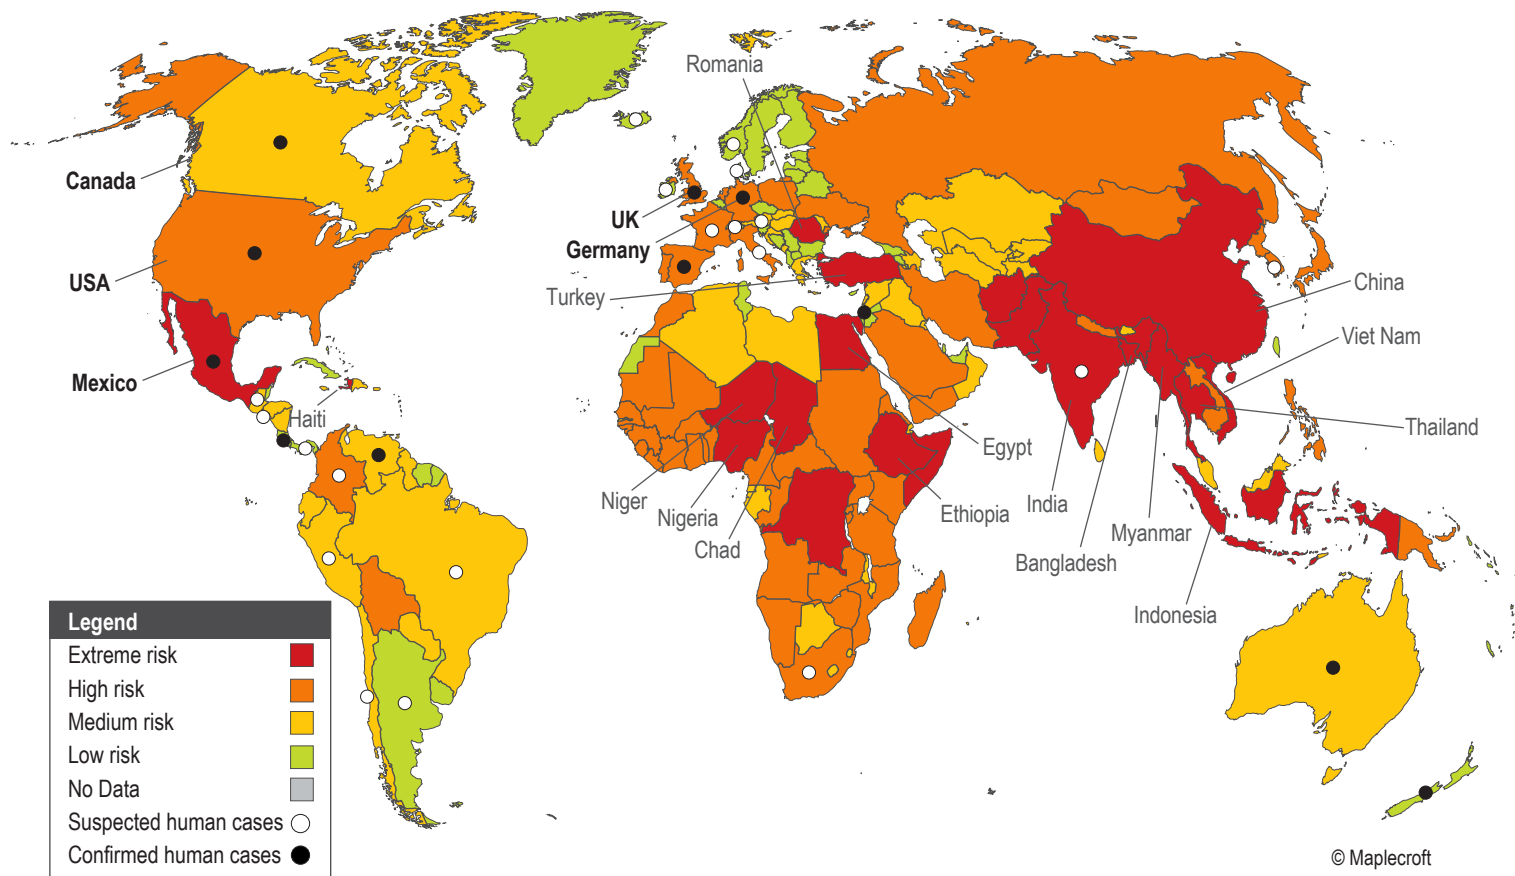 Romania
Canada
UK
Germany
USA
Turkey
China
Viet Nam
Mexico
Haiti
Thailand
Egypt
Niger
Nigeria
Chad
Ethiopia
India
Myanmar
Bangladesh
Indonesia
Legend
Extreme risk
High risk
Medium risk
Low risk
No Data
Suspected human cases
Confirmed human cases
© Maplecroft